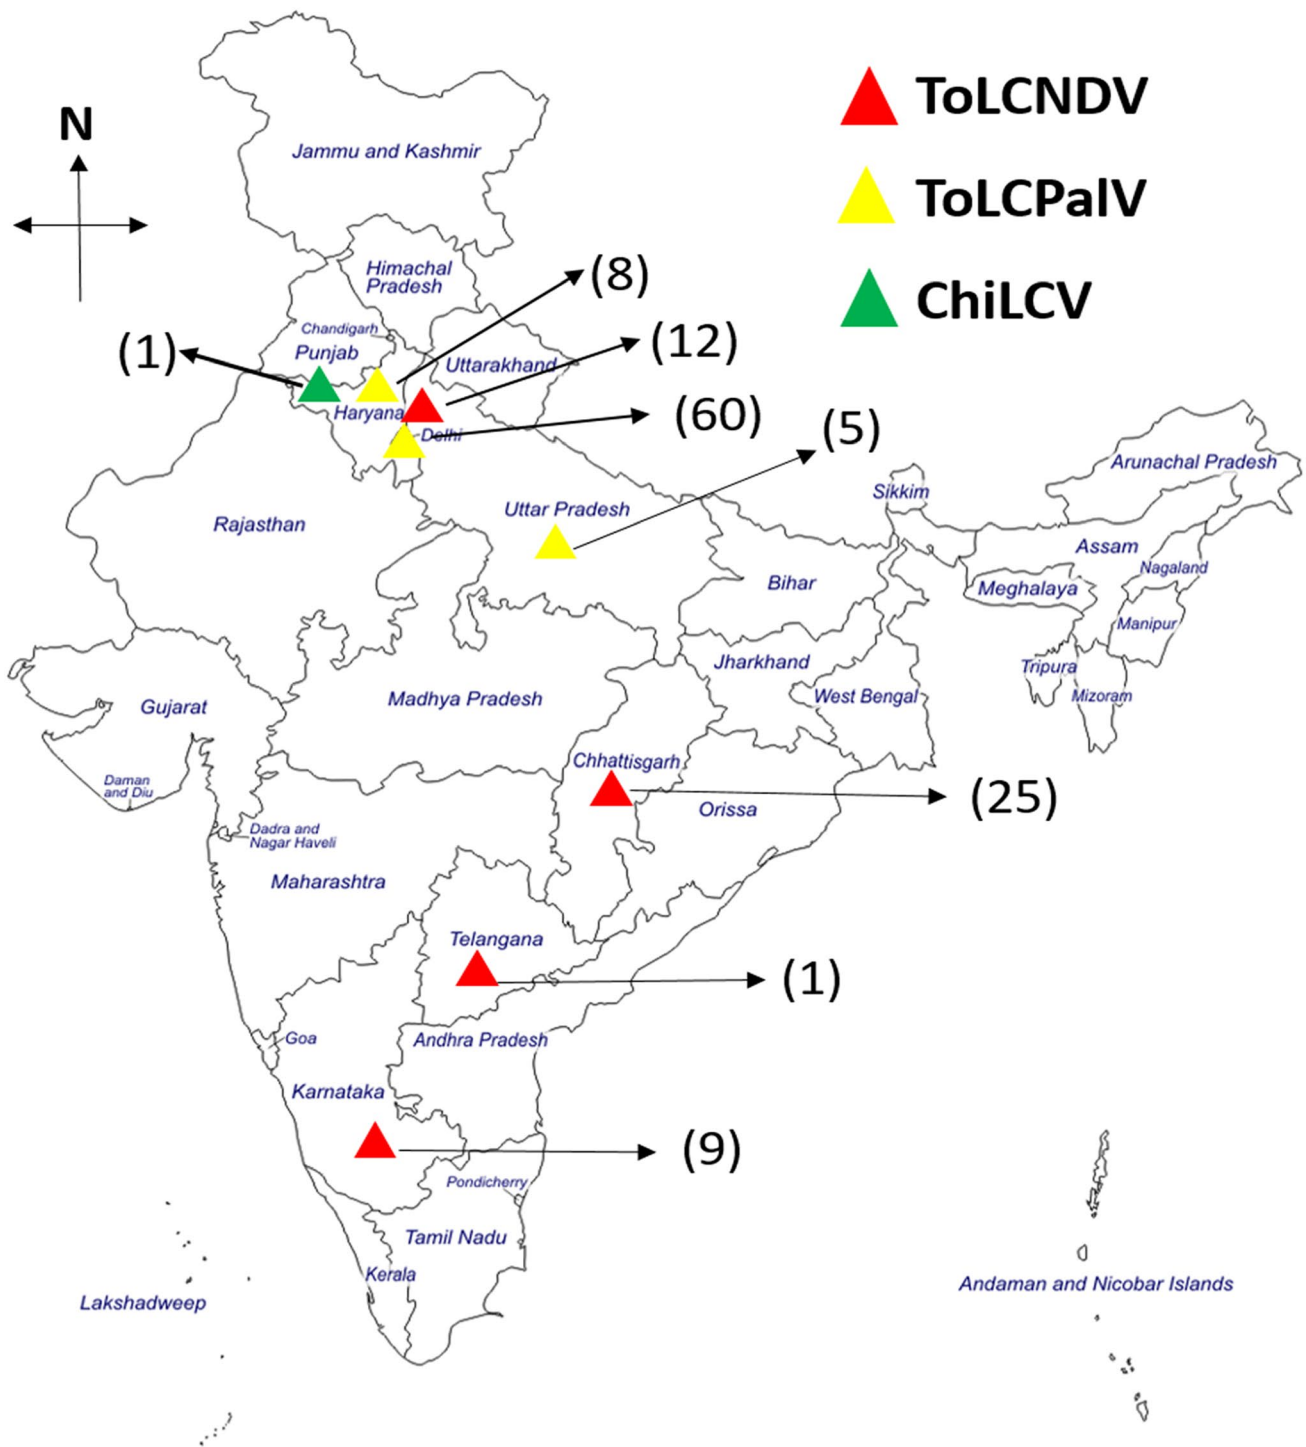 N
ToLCNDV
ToLCPalV
ChiLCV
Jammu and Kashmir
Himachal
Pradesh
(8)
Chandigarh
(1)
Punjab
(12)
Uttarakhand
Haryana
Delhi
(60)
(5)
Uttar Pradesh
Rajasthan
Sikkim
Arunachal Pradesh
Assam
Nagaland
Meghalaya
Manipur
Bihar
Tripura
Mizoram
Jharkhand
West Bengal
Gujarat
Madhya Pradesh
Daman
and Diu
Chhattisgarh
(25)
Orissa
Dadra and
Nagar Haveli
Maharashtra
Telangana
(1)
Goa
Andhra Pradesh
Karnataka
(9)
Pondicherry
Tamil Nadu
Kerala
Lakshadweep
Andaman and Nicobar Islands